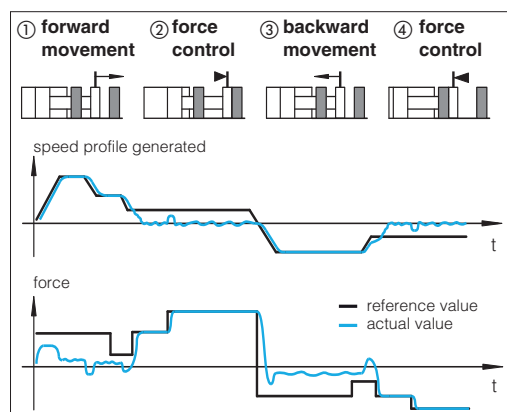 ① forward movement
② force control
③ backward movement
④ force control
speed profile generated
t
force
reference value
actual value
t